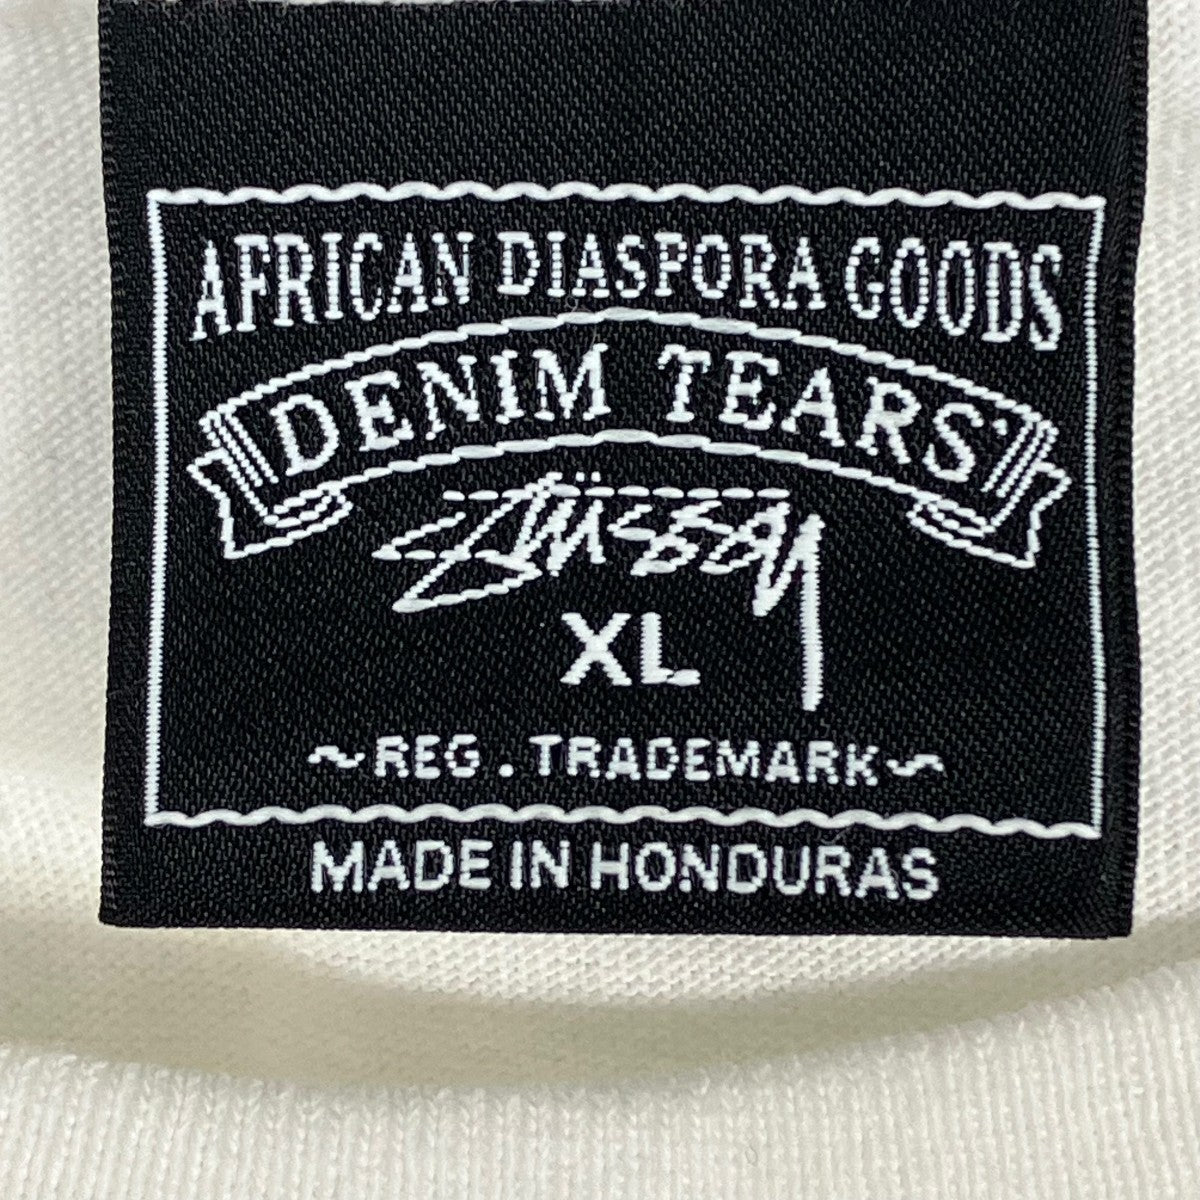 AFRICAN DIASPORA GOODS
DENIM TEARS
Stüssy
XL
~REG. TRADEMARK~
MADE IN HONDURAS